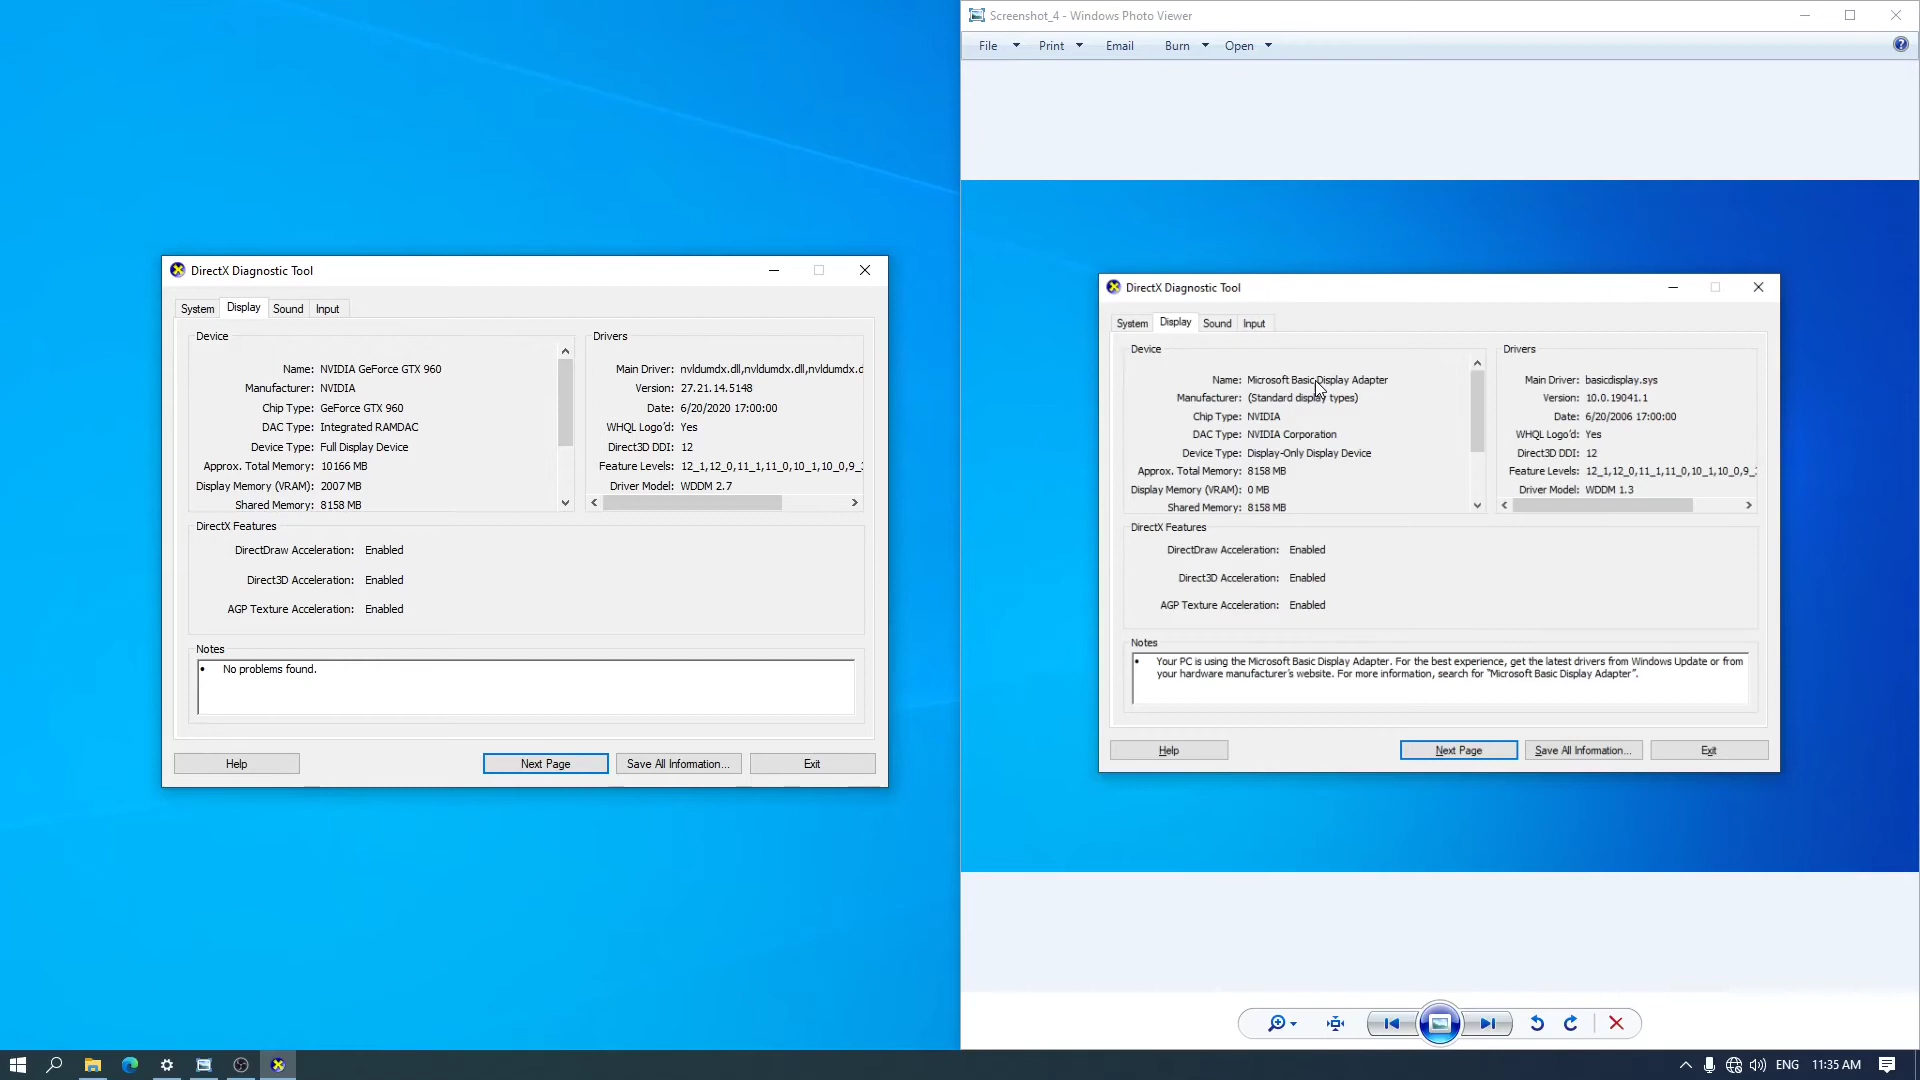 Screenshot_4 - Windows Photo Viewer
File Print Email Burn Open
DirectX Diagnostic Tool
System Display Sound Input
Device
Name: NVIDIA GeForce GTX 960
Manufacturer: NVIDIA
Chip Type: GeForce GTX 960
DAC Type: Integrated RAMDAC
Device Type: Full Display Device
Approx. Total Memory: 10166 MB
Display Memory (VRAM): 2007 MB
Shared Memory: 8158 MB
Drivers
Main Driver: nvldumdx.dll,nvldumdx.dll,nvldumdx.d
Version: 27.21.14.5148
Date: 6/20/2020 17:00:00
WHQL Logo'd: Yes
Direct3D DDI: 12
Feature Levels: 12_1,12_0,11_1,11_0,10_1,10_0,9_
Driver Model: WDDM 2.7
DirectX Features
DirectDraw Acceleration: Enabled
Direct3D Acceleration: Enabled
AGP Texture Acceleration: Enabled
Notes
• No problems found.
Help Next Page Save All Information... Exit
DirectX Diagnostic Tool
System Display Sound Input
Device
Name: Microsoft Basic Display Adapter
Manufacturer: (Standard display types)
Chip Type: NVIDIA
DAC Type: NVIDIA Corporation
Device Type: Display-Only Display Device
Approx. Total Memory: 8158 MB
Display Memory (VRAM): 0 MB
Shared Memory: 8158 MB
Drivers
Main Driver: basicdisplay.sys
Version: 10.0.19041.1
Date: 6/20/2006 17:00:00
WHQL Logo'd: Yes
Direct3D DDI: 12
Feature Levels: 12_1,12_0,11_1,11_0,10_1,10_0,9_
Driver Model: WDDM 1.3
DirectX Features
DirectDraw Acceleration: Enabled
Direct3D Acceleration: Enabled
AGP Texture Acceleration: Enabled
Notes
• Your PC is using the Microsoft Basic Display Adapter. For the best experience, get the latest drivers from Windows Update or from
your hardware manufacturer's website. For more information, search for "Microsoft Basic Display Adapter".
Help Next Page Save All Information... Exit
ENG 11:35 AM